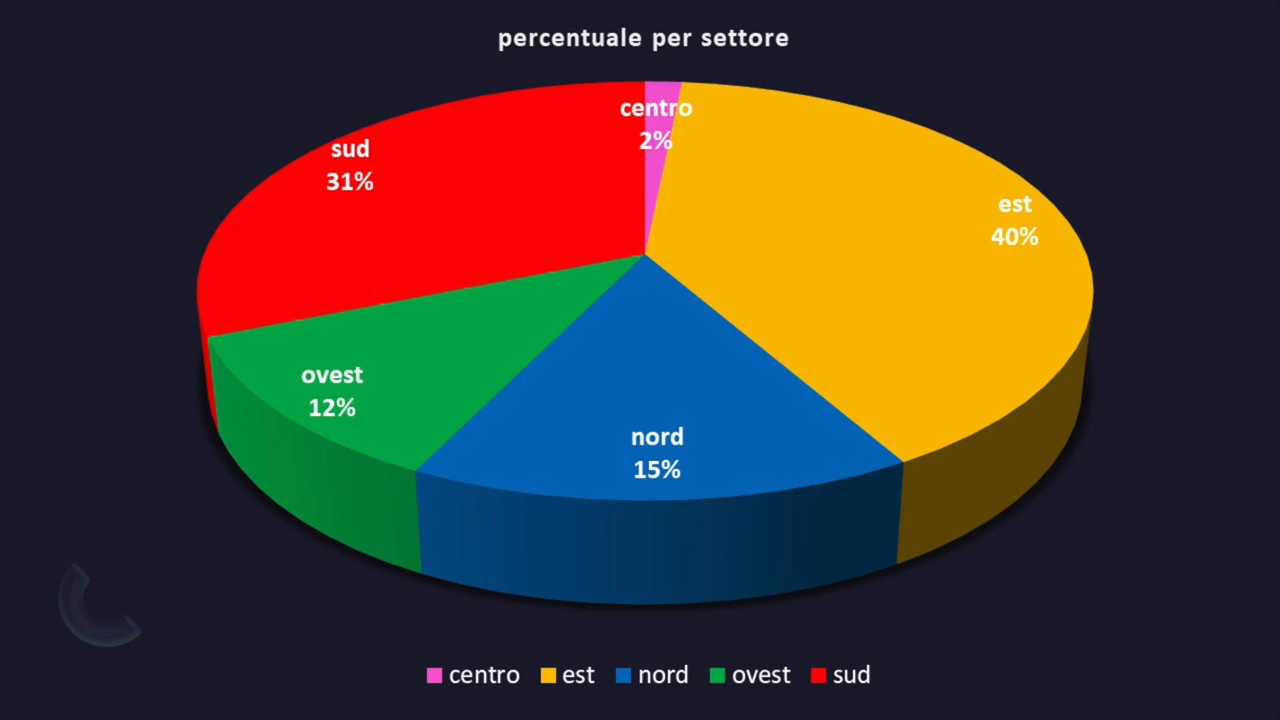 percentuale per settore
centro
2%
sud
31%
est
40%
ovest
12%
nord
15%
centro est nord ovest sud